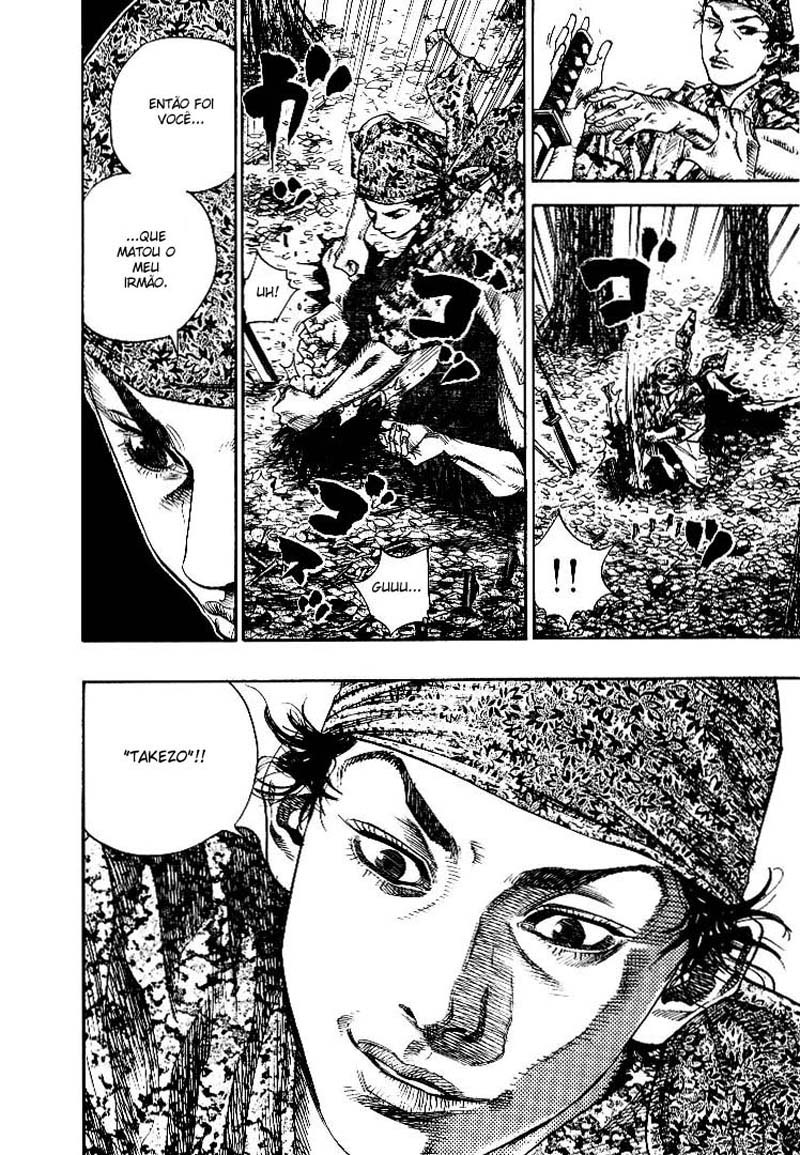 !!
UH!
GUUU...
ENTÃO FOI
VOCÊ...
...QUE
MATOU O
MEU
IRMÃO.
"TAKEZO"!!